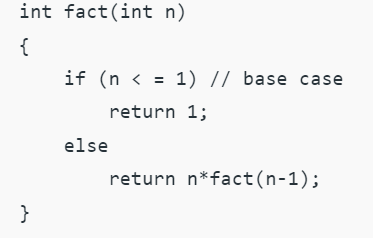 int fact(int n)
{
    if (n < = 1) // base case
        return 1;
    else
        return n*fact(n-1);
}